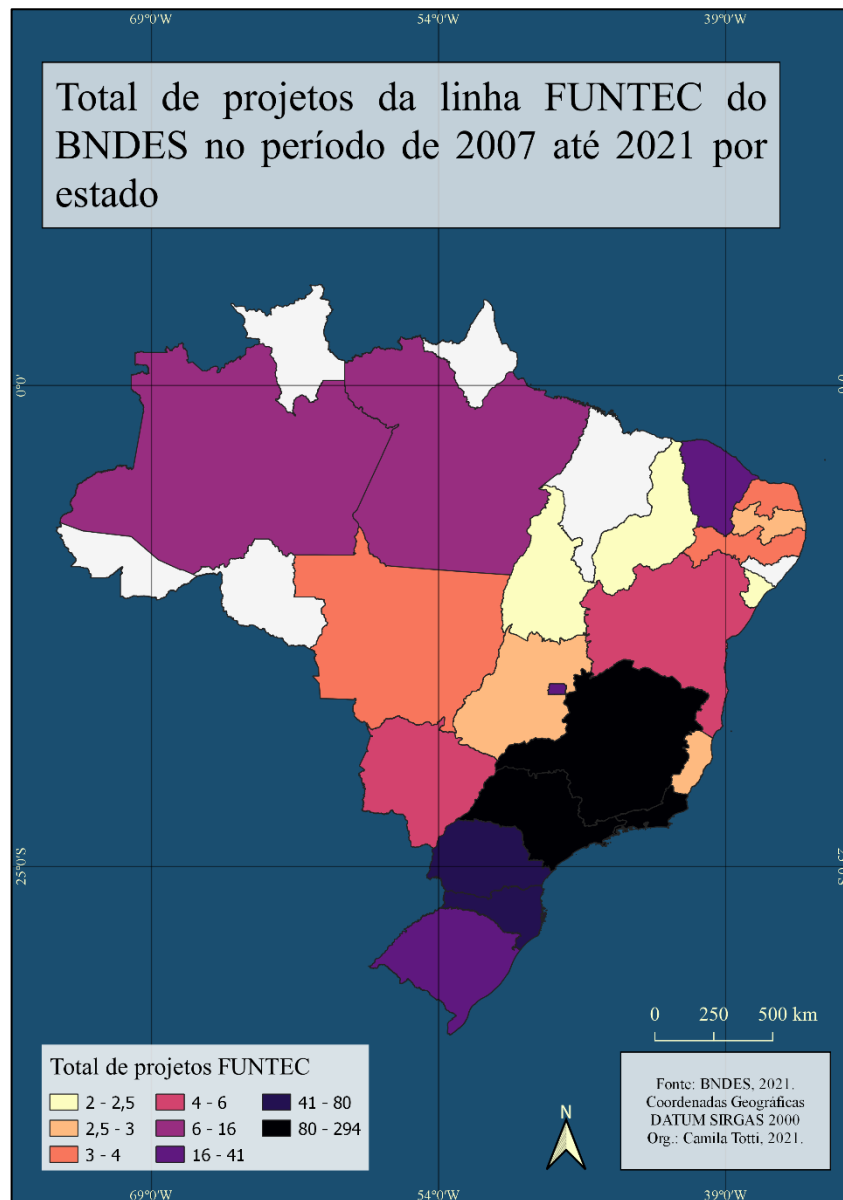 69°0'W 54°0'W 39°0'W
Total de projetos da linha FUNTEC do
BNDES no período de 2007 até 2021 por
estado
0°0'
25°0'S
25°0'S
0 250 500 km
Total de projetos FUNTEC
2 - 2,5 4 - 6 41 - 80
2,5 - 3 6 - 16 80 - 294
3 - 4 16 - 41
N
Fonte: BNDES, 2021.
Coordenadas Geográficas
DATUM SIRGAS 2000
Org.: Camila Totti, 2021.
69°0'W 54°0'W 39°0'W